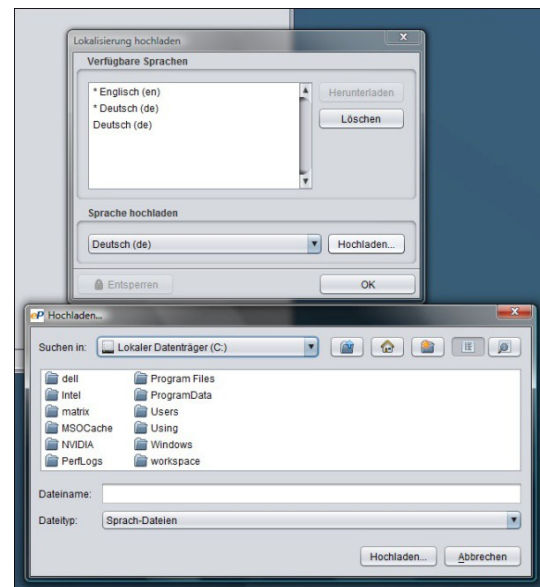 Lokalisierung hochladen
Verfügbare Sprachen
* Englisch (en)
* Deutsch (de)
Deutsch (de)
Herunterladen
Löschen
Sprache hochladen
Deutsch (de)
Hochladen...
Entsperren
OK
eP Hochladen...
Suchen in:
Lokaler Datenträger (C:)
dell
Intel
matrix
MSOCache
NVIDIA
PerfLogs
Program Files
ProgramData
Users
Using
Windows
workspace
Dateiname:
Dateityp:
Sprach-Dateien
Hochladen...
Abbrechen